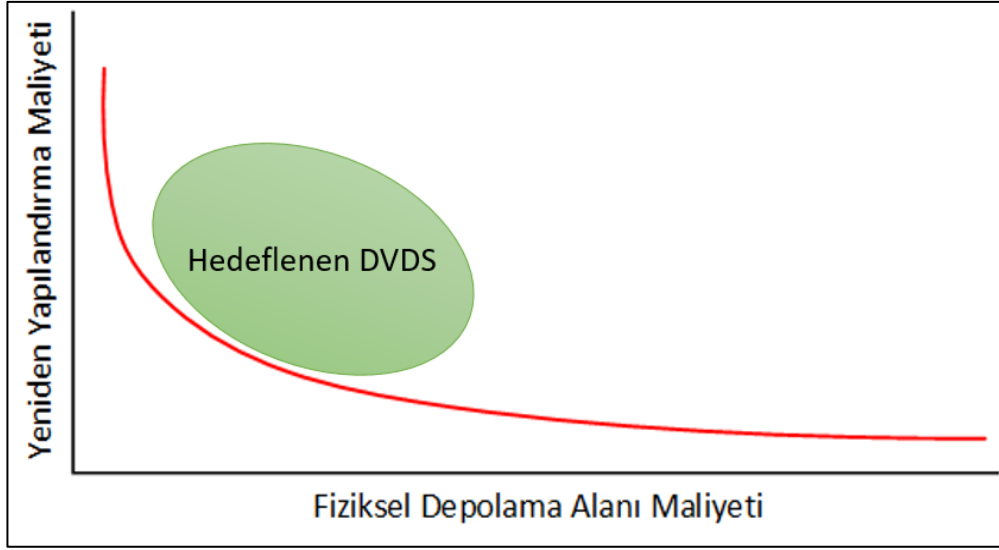 Yeniden Yapılandırma Maliyeti
Hedeflenen DVDS
Fiziksel Depolama Alanı Maliyeti